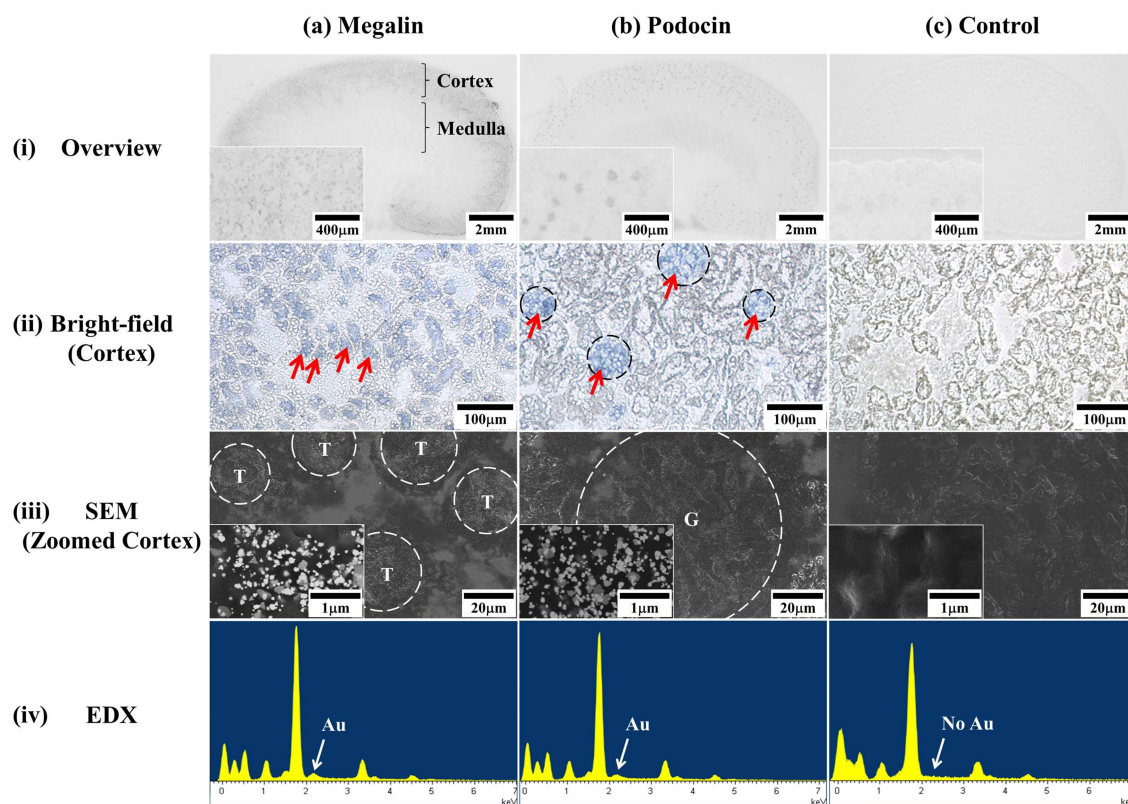 (a) Megalin
(b) Podocin
(c) Control
(i) Overview
Cortex
Medulla
400μm
2mm
400μm
2mm
400μm
2mm
(ii) Bright-field
(Cortex)
100μm
100μm
100μm
(iii) SEM
(Zoomed Cortex)
T
T
T
T
T
1μm
20μm
G
1μm
20μm
1μm
20μm
(iv) EDX
Au
0 1 2 3 4 5 6 7
keV
Au
0 1 2 3 4 5 6 7
keV
No Au
0 1 2 3 4 5 6 7
keV